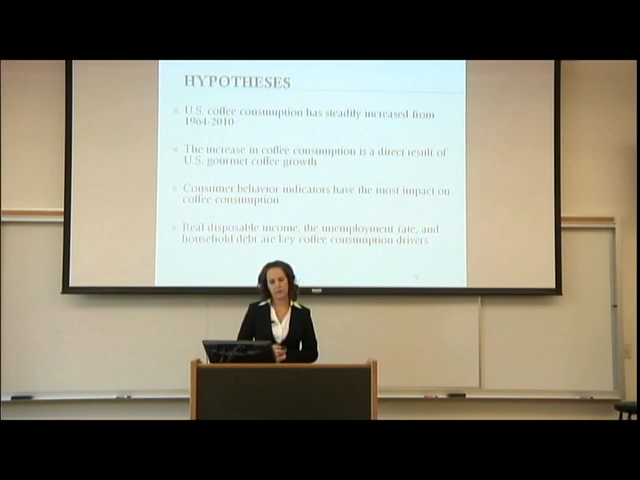 HYPOTHESES
U.S. coffee consumption has steadily increased from
1964-2010
The increase in coffee consumption is a direct result of
U.S. gourmet coffee growth
Consumer behavior indicators have the most impact on
coffee consumption
Real disposable income, the unemployment rate, and
household debt are key coffee consumption drivers